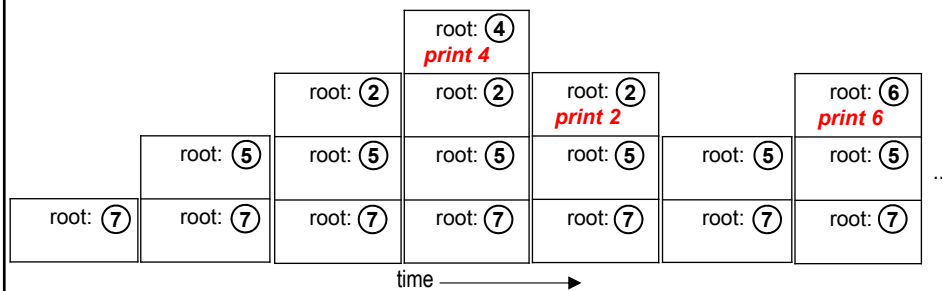 root: 4
print 4
root: 2 root: 2 root: 2 root: 6
print 2 print 6
root: 5 root: 5 root: 5 root: 5 root: 5 root: 5
root: 7 root: 7 root: 7 root: 7 root: 7 root: 7 root: 7
..
time